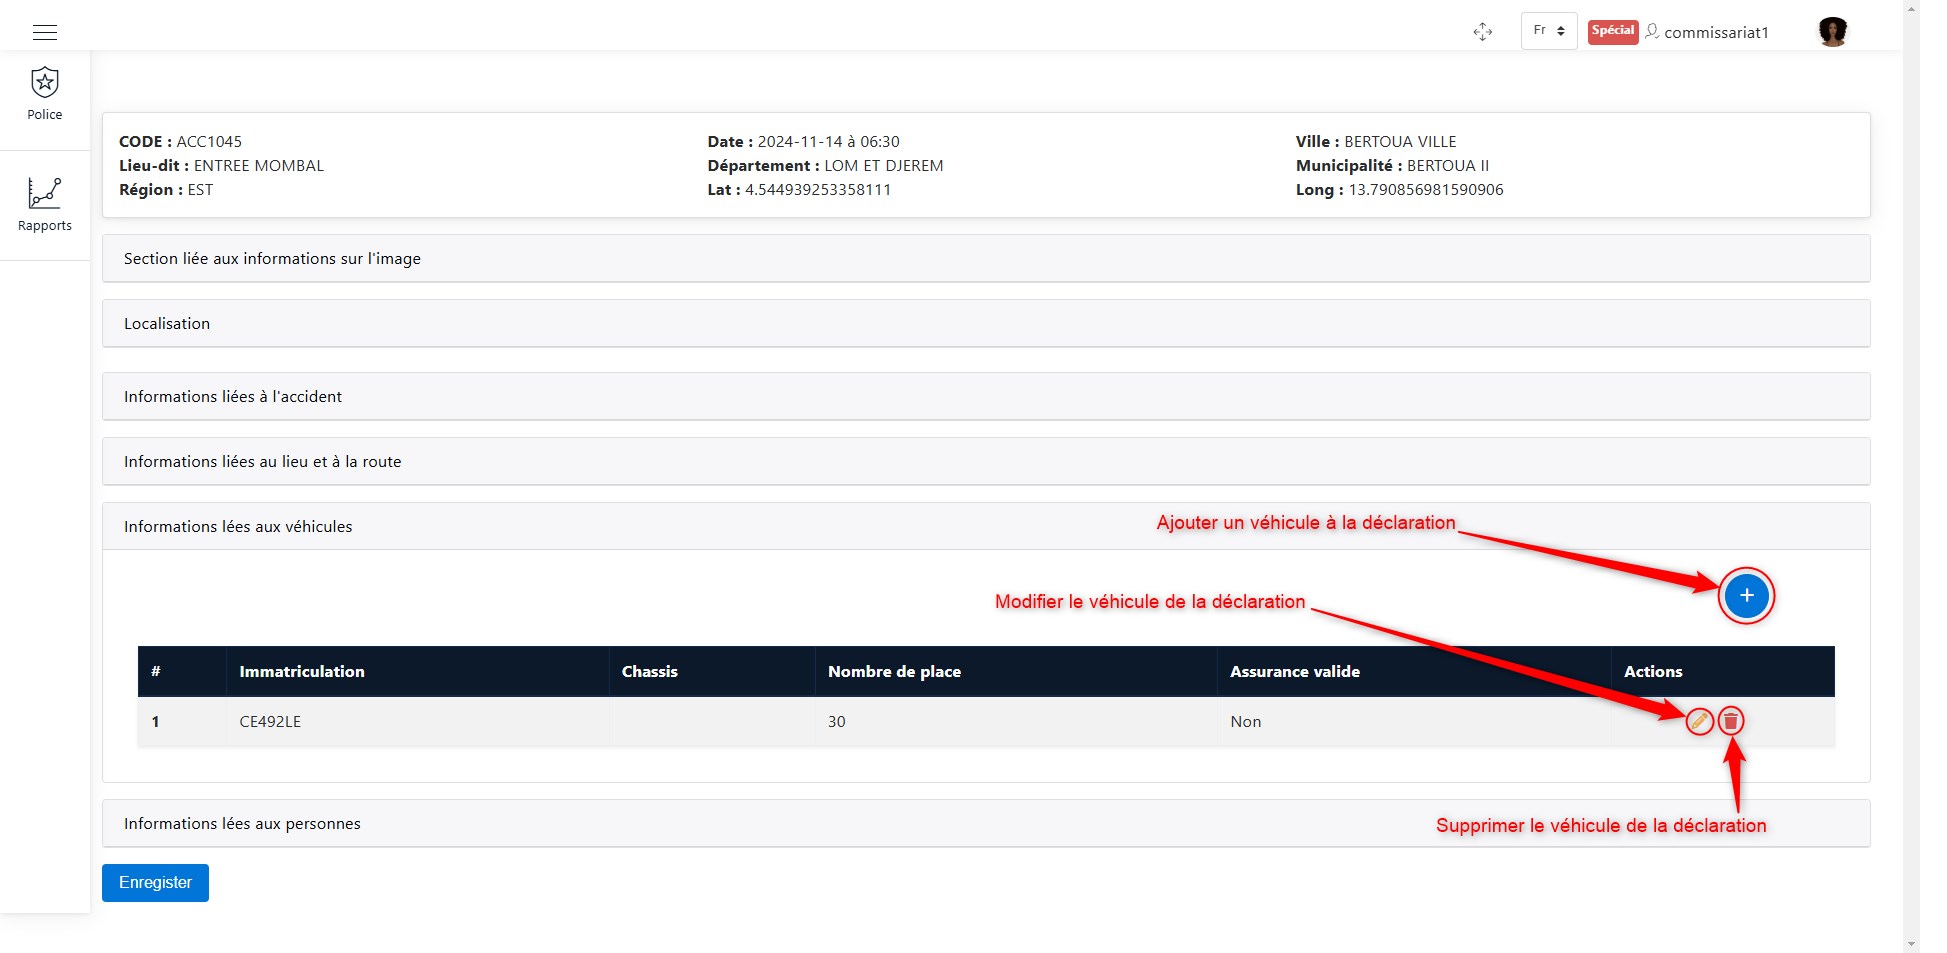 Fr
Spécial
commissariat1
Police
Rapports
CODE : ACC1045
Date : 2024-11-14 à 06:30
Ville : BERTOUA VILLE
Lieu-dit : ENTREE MOMBAL
Département : LOM ET DJEREM
Municipalité : BERTOUA II
Région : EST
Lat : 4.544939253358111
Long : 13.790856981590906
Section liée aux informations sur l'image
Localisation
Informations liées à l'accident
Informations liées au lieu et à la route
Informations lées aux véhicules
Ajouter un véhicule à la déclaration
+
Modifier le véhicule de la déclaration
# Immatriculation Chassis Nombre de place Assurance valide Actions
1 CE492LE 30 Non
Informations lées aux personnes
Supprimer le véhicule de la déclaration
Enregister